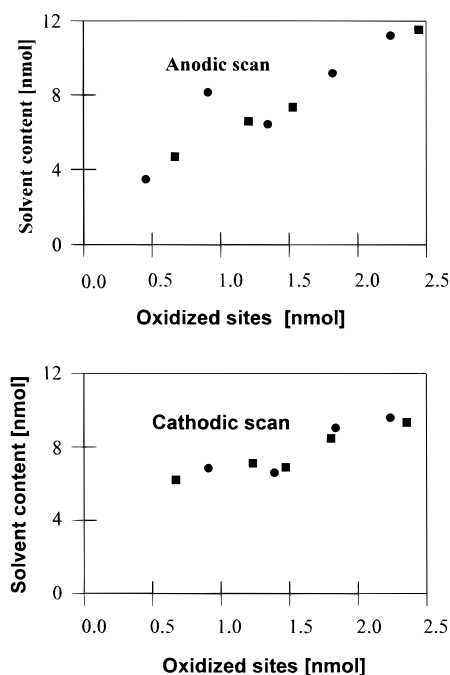 12
Anodic scan
8
4
0
Solvent content [nmol]
0.0 0.5 1.0 1.5 2.0 2.5
Oxidized sites [nmol]
12
Cathodic scan
8
4
0
Solvent content [nmol]
0.0 0.5 1.0 1.5 2.0 2.5
Oxidized sites [nmol]